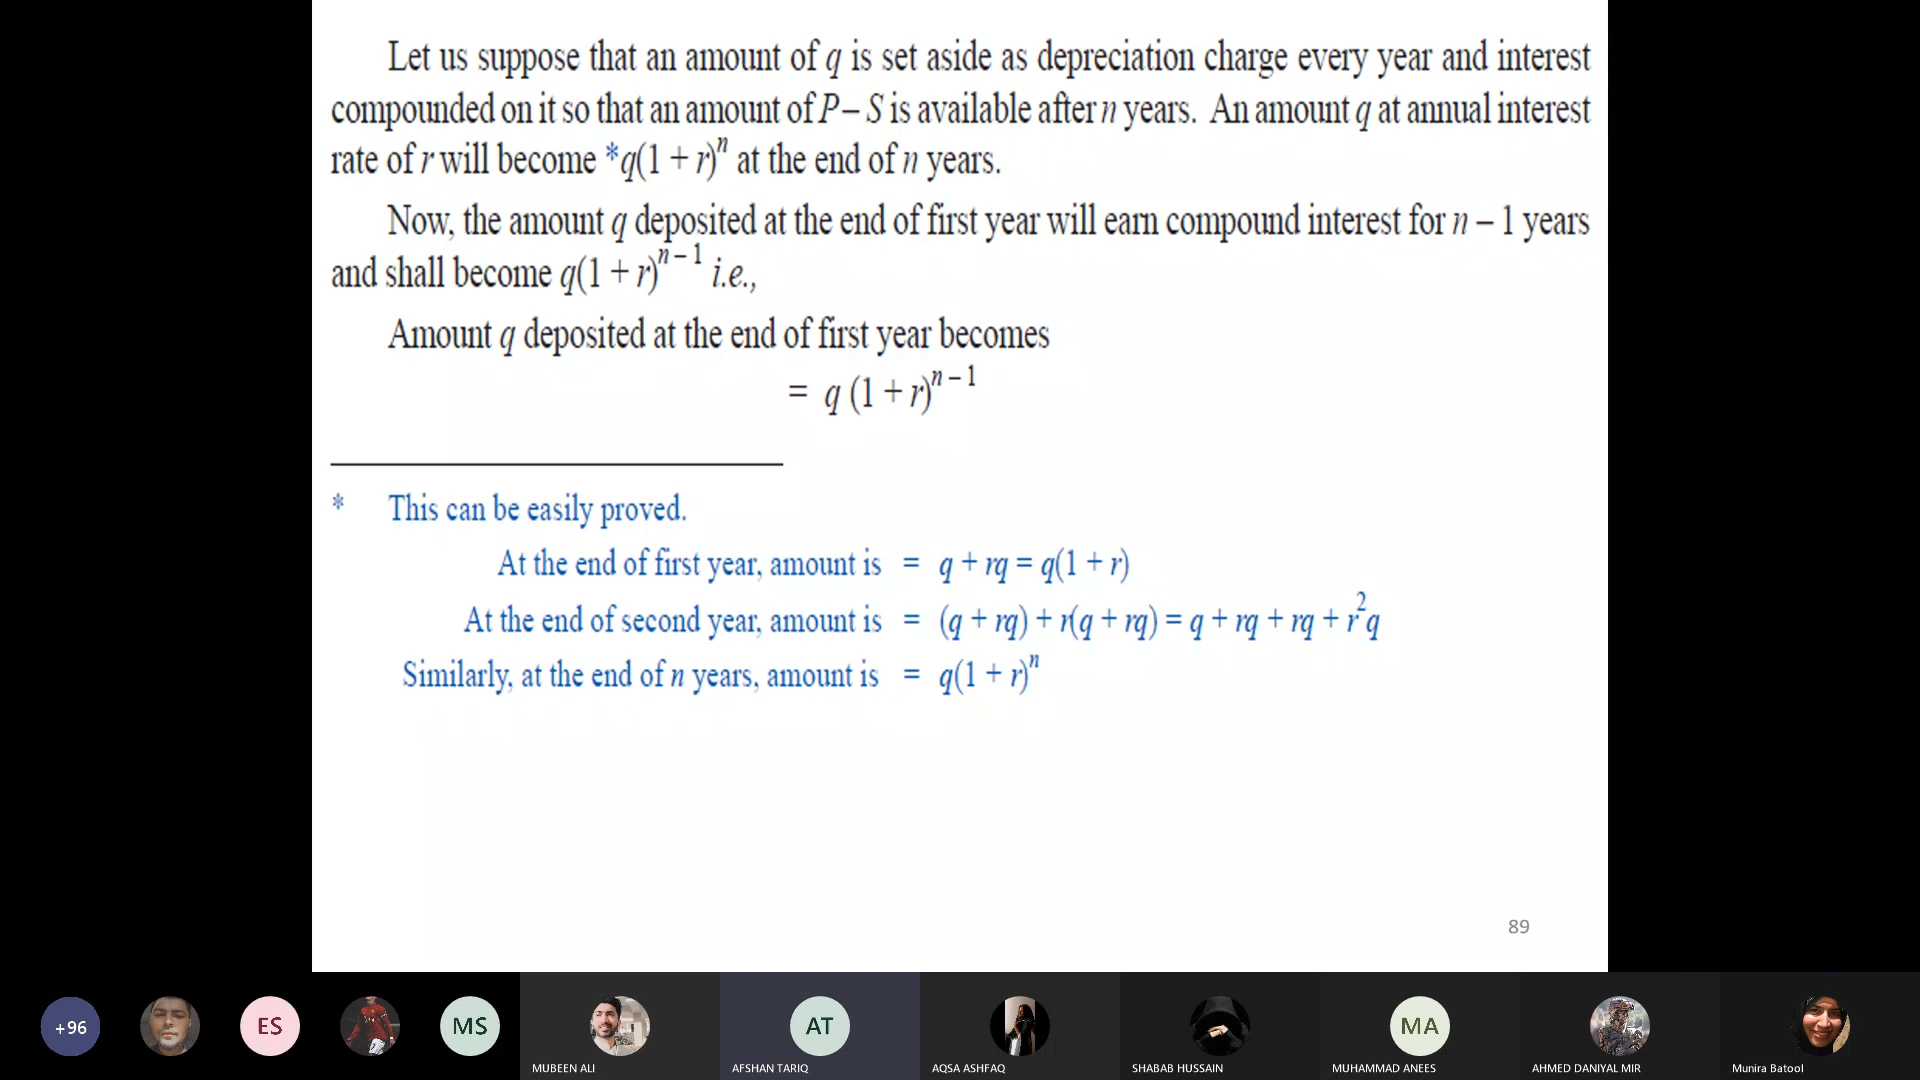 Let us suppose that an amount of q is set aside as depreciation charge every year and interest
compounded on it so that an amount of P – S is available after n years. An amount q at annual interest
rate of r will become *q(1 + r)^n at the end of n years.
Now, the amount q deposited at the end of first year will earn compound interest for n – 1 years
and shall become q(1 + r)^{n – 1} i.e.,
Amount q deposited at the end of first year becomes
= q (1 + r)^{n – 1}
* This can be easily proved.
At the end of first year, amount is = q + rq = q(1 + r)
At the end of second year, amount is = (q + rq) + r(q + rq) = q + rq + rq + r^2q
Similarly, at the end of n years, amount is = q(1 + r)^n
89
+96
ES
MS
AT
MA
MUBEEN ALI
AFSHAN TARIQ
AQSA ASHFAQ
SHABAB HUSSAIN
MUHAMMAD ANEES
AHMED DANIYAL MIR
Munira Batool